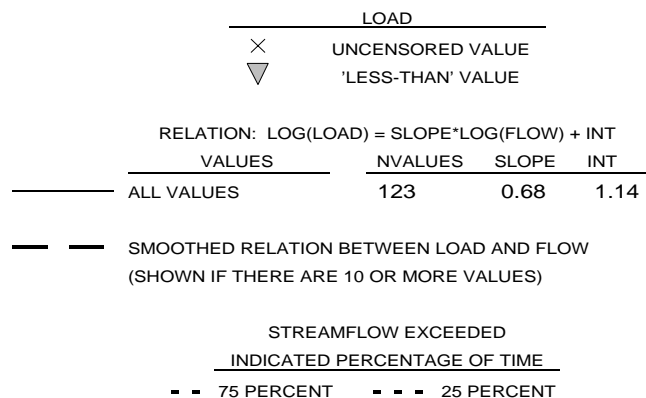 LOAD
UNCENSORED VALUE
'LESS-THAN' VALUE
RELATION: LOG(LOAD) = SLOPE*LOG(FLOW) + INT
VALUES NVALUES SLOPE INT
ALL VALUES 123 0.68 1.14
SMOOTHED RELATION BETWEEN LOAD AND FLOW
(SHOWN IF THERE ARE 10 OR MORE VALUES)
STREAMFLOW EXCEEDED
INDICATED PERCENTAGE OF TIME
75 PERCENT 25 PERCENT